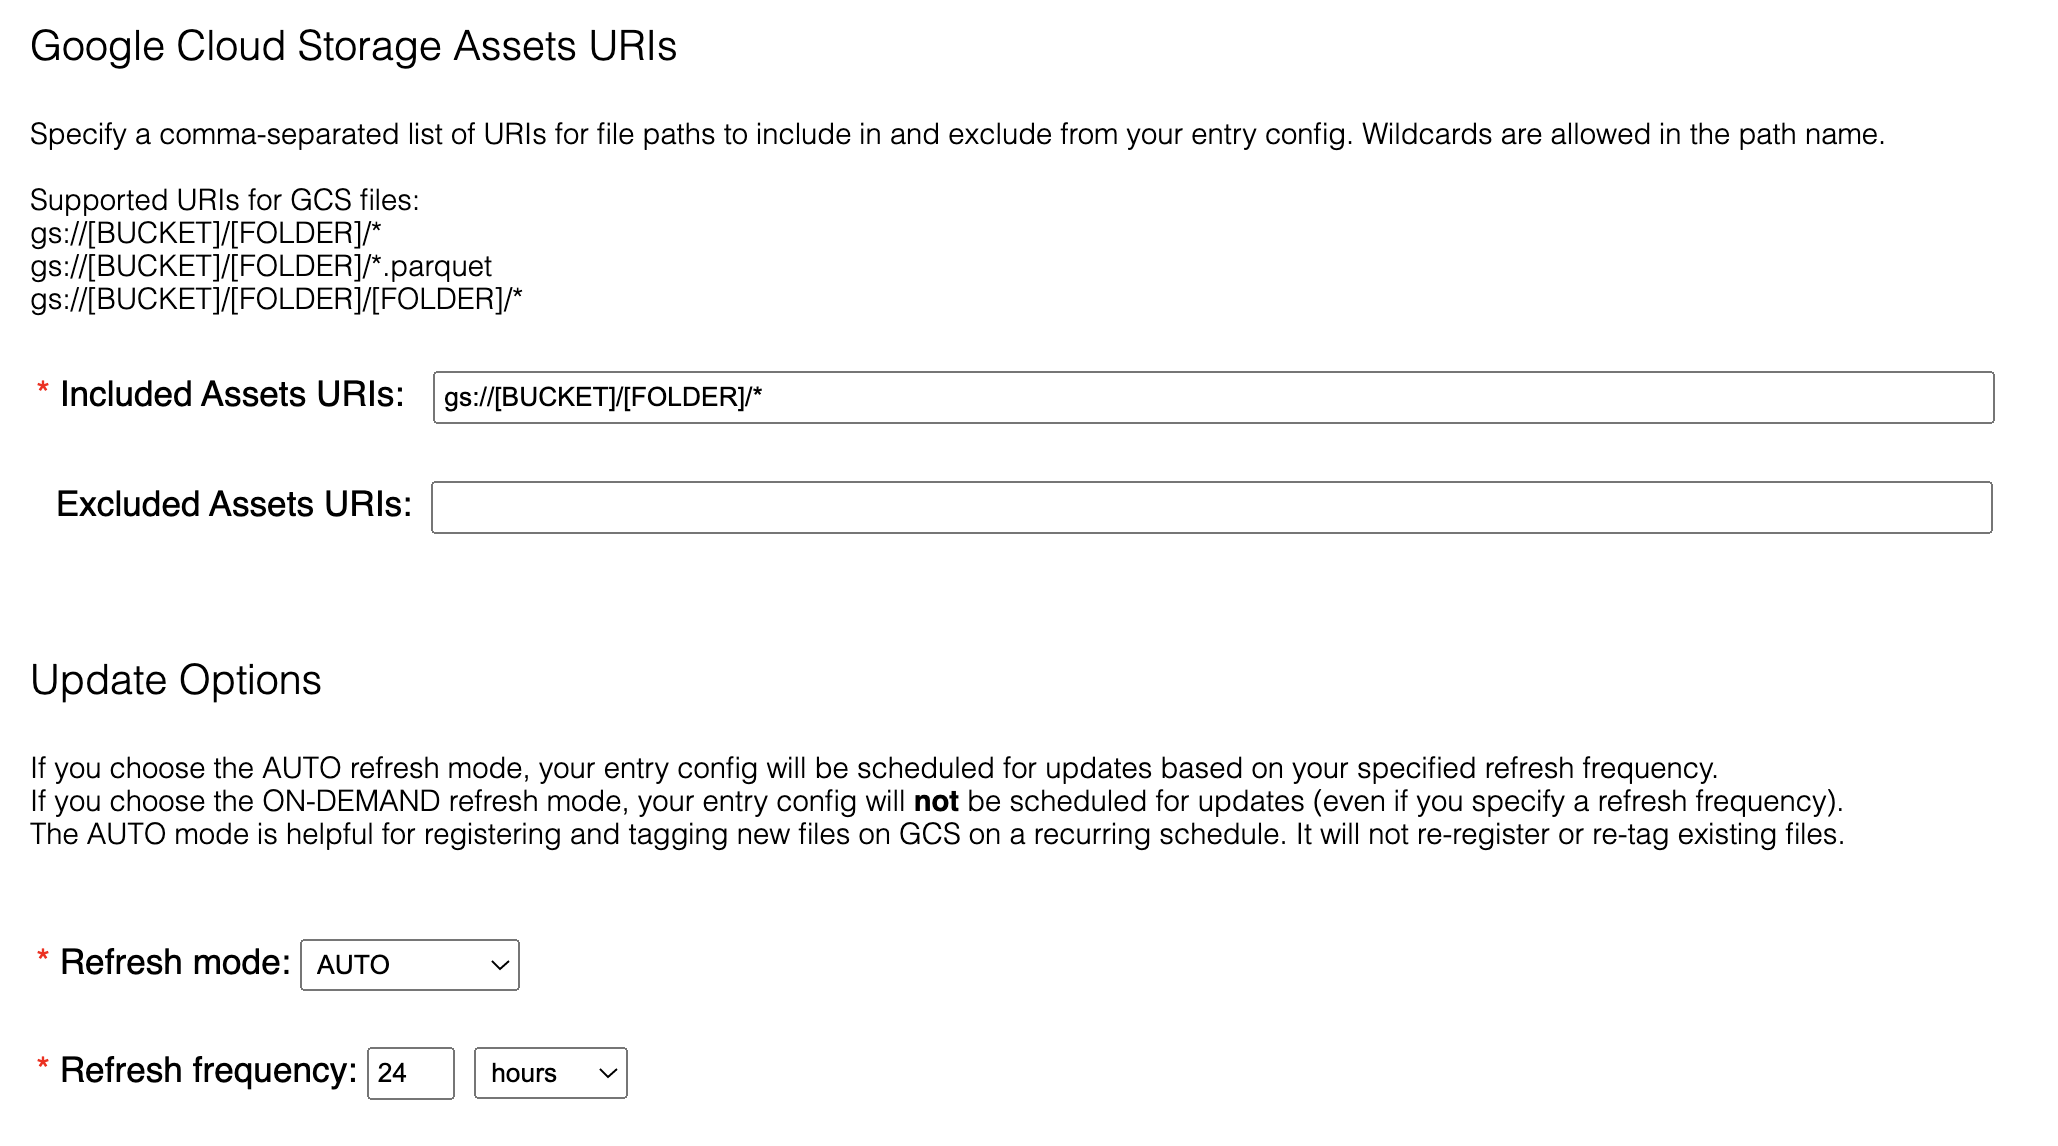 Google Cloud Storage Assets URIs
Specify a comma-separated list of URIs for file paths to include in and exclude from your entry config. Wildcards are allowed in the path name.
Supported URIs for GCS files:
gs://[BUCKET]/[FOLDER]/*
gs://[BUCKET]/[FOLDER]/*.parquet
gs://[BUCKET]/[FOLDER]/[FOLDER]/*
* Included Assets URIs: gs://[BUCKET]/[FOLDER]/*
Excluded Assets URIs:
Update Options
If you choose the AUTO refresh mode, your entry config will be scheduled for updates based on your specified refresh frequency.
If you choose the ON-DEMAND refresh mode, your entry config will not be scheduled for updates (even if you specify a refresh frequency).
The AUTO mode is helpful for registering and tagging new files on GCS on a recurring schedule. It will not re-register or re-tag existing files.
* Refresh mode: AUTO
* Refresh frequency: 24 hours